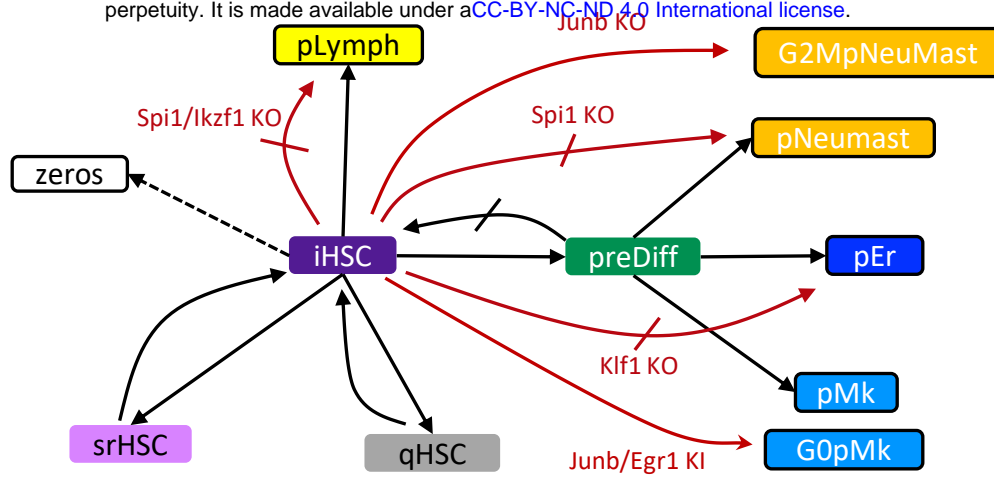 perpetuity. It is made available under aCC-BY-NC-ND 4.0 International license.
Junb KO
pLymph
G2MpNeuMast
Spi1/Ikzf1 KO
Spi1 KO
pNeumast
zeros
iHSC
preDiff
pEr
Klf1 KO
pMk
srHSC
qHSC
Junb/Egr1 KI
G0pMk